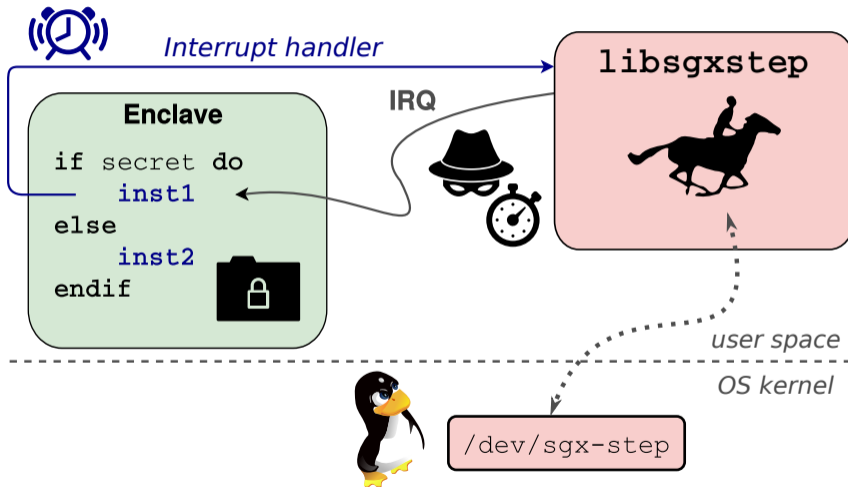 Interrupt handler
libsgxstep
IRQ
Enclave
if secret do
inst1
else
inst2
endif
user space
OS kernel
/dev/sgx-step